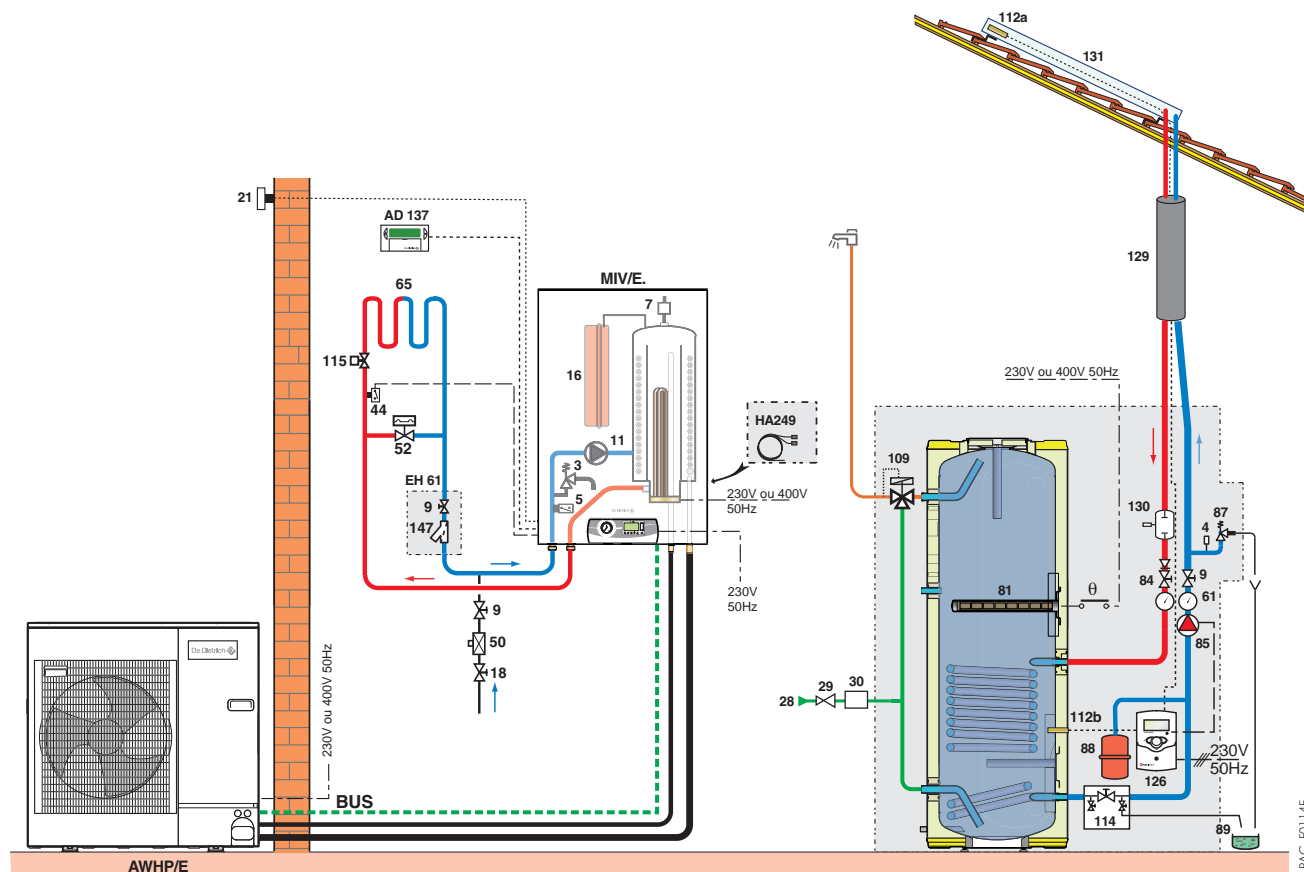 112a
131
21
AD 137
129
MIV/E.
65
7
115
16
230V ou 400V 50Hz
44
HA249
11
52
109
3
EH 61
5
230V ou 400V
50Hz
130
4
87
9
De Dietrich
147
84
9
81
θ
61
230V
50Hz
9
85
De Dietrich
50
230V ou 400V 50Hz
18
28
29
30
112b
88
230V
50Hz
126
BUS
114
89
AWHP/E
PAC_F0114F